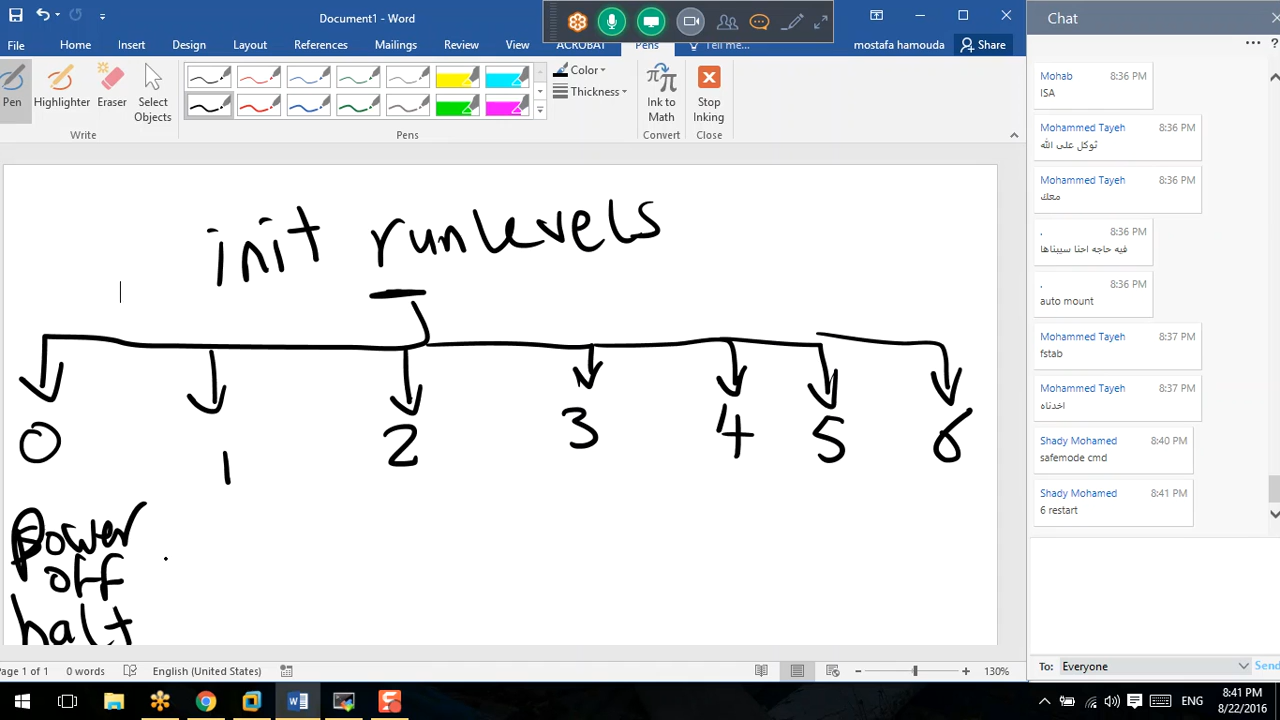 Document1 - Word
File
Home
Insert
Design
Layout
References
Mailings
Review
View
ACROBAT
Pens
Tell me...
mostafa hamouda
Share
Pen
Highlighter
Eraser
Select Objects
Color
Thickness
Ink to Math
Stop Inking
Write
Pens
Convert
Close
init runlevels
0 1 2 3 4 5 6
power
off
halt
Chat
Mohab 8:36 PM
ISA
Mohammed Tayeh 8:36 PM
توكل على الله
Mohammed Tayeh 8:36 PM
معك
. 8:36 PM
فيه حاجه احنا سيبناها
. 8:36 PM
auto mount
Mohammed Tayeh 8:37 PM
fstab
Mohammed Tayeh 8:37 PM
اخدناه
Shady Mohamed 8:40 PM
safemode cmd
Shady Mohamed 8:41 PM
6 restart
To: Everyone
Send
Page 1 of 1
0 words
English (United States)
130%
ENG
8:41 PM
8/22/2016